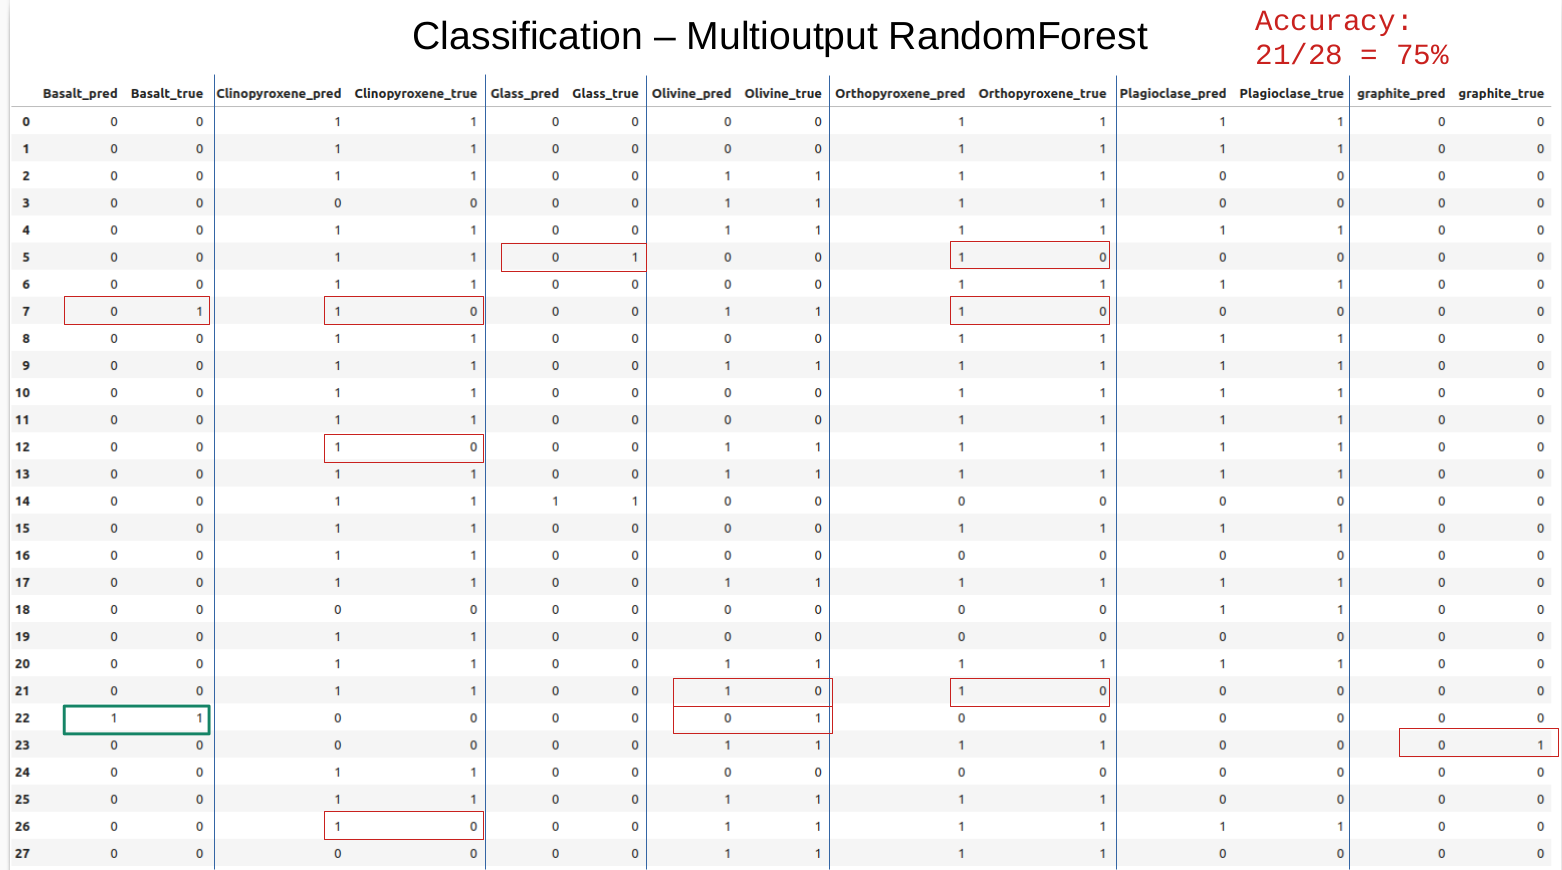 Classification – Multioutput RandomForest
Accuracy:
21/28 = 75%
Basalt_pred Basalt_true Clinopyroxene_pred Clinopyroxene_true Glass_pred Glass_true Olivine_pred Olivine_true Orthopyroxene_pred Orthopyroxene_true Plagioclase_pred Plagioclase_true graphite_pred graphite_true
0 0 0 1 1 0 0 0 0 1 1 1 1 0 0
1 0 0 1 1 0 0 0 0 1 1 1 1 0 0
2 0 0 1 1 0 0 1 1 1 1 0 0 0 0
3 0 0 0 0 0 0 1 1 1 1 0 0 0 0
4 0 0 1 1 0 0 1 1 1 1 1 1 0 0
5 0 0 1 1 0 1 0 0 1 0 0 0 0 0
6 0 0 1 1 0 0 0 0 1 1 1 1 0 0
7 0 1 1 0 0 0 1 1 1 0 0 0 0 0
8 0 0 1 1 0 0 0 0 1 1 1 1 0 0
9 0 0 1 1 0 0 1 1 1 1 1 1 0 0
10 0 0 1 1 0 0 0 0 1 1 1 1 0 0
11 0 0 1 1 0 0 0 0 1 1 1 1 0 0
12 0 0 1 0 0 0 1 1 1 1 1 1 0 0
13 0 0 1 1 0 0 1 1 1 1 1 1 0 0
14 0 0 1 1 1 1 0 0 0 0 0 0 0 0
15 0 0 1 1 0 0 0 0 1 1 1 1 0 0
16 0 0 1 1 0 0 0 0 0 0 0 0 0 0
17 0 0 1 1 0 0 1 1 1 1 1 1 0 0
18 0 0 0 0 0 0 0 0 0 0 1 1 0 0
19 0 0 1 1 0 0 0 0 0 0 0 0 0 0
20 0 0 1 1 0 0 1 1 1 1 1 1 0 0
21 0 0 1 1 0 0 1 0 1 0 0 0 0 0
22 1 1 0 0 0 0 0 1 0 0 0 0 0 0
23 0 0 0 0 0 0 1 1 1 1 0 0 0 1
24 0 0 1 1 0 0 0 0 0 0 0 0 0 0
25 0 0 1 1 0 0 1 1 1 1 0 0 0 0
26 0 0 1 0 0 0 1 1 1 1 1 1 0 0
27 0 0 0 0 0 0 1 1 1 1 0 0 0 0